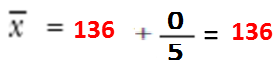 x̅ = 136 + 0/5 = 136